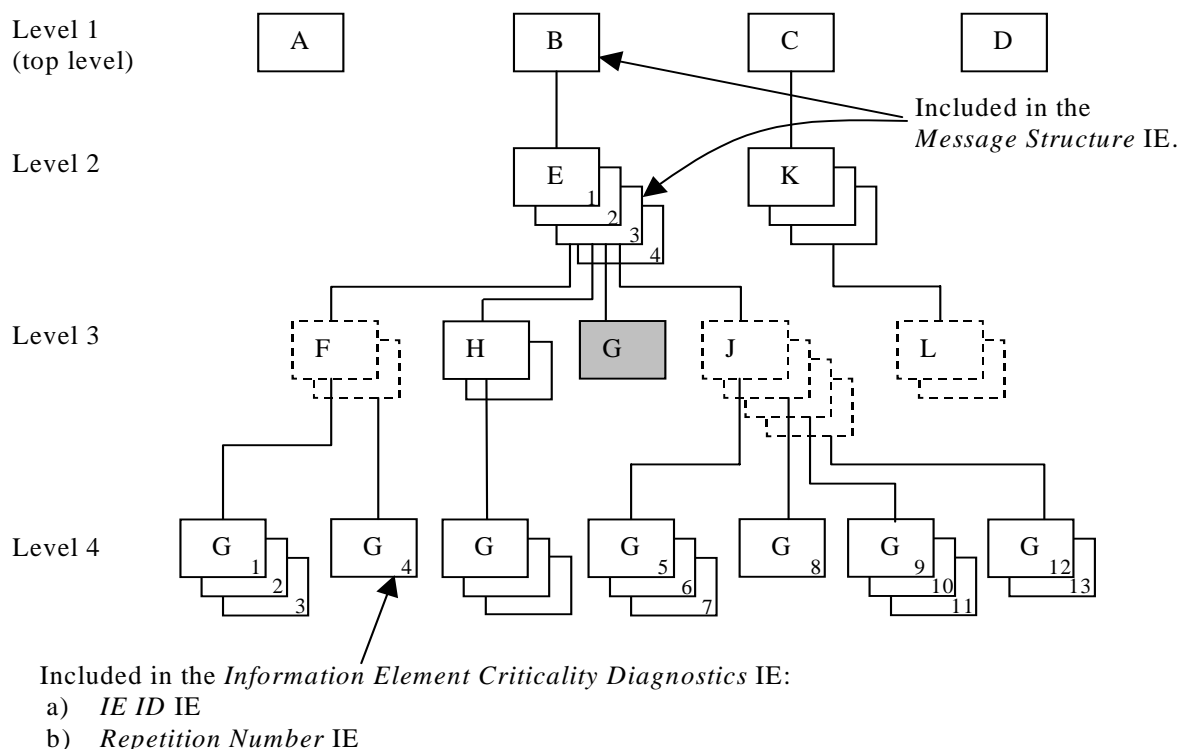 Level 1
(top level)
A
B
C
D
Included in the
Message Structure IE.
Level 2
E
1
2
3
4
K
Level 3
F
H
G
J
L
Level 4
G
1
2
3
G
4
G
G
5
6
7
G
8
G
9
10
11
G
12
13
Included in the Information Element Criticality Diagnostics IE:
a) IE ID IE
b) Repetition Number IE